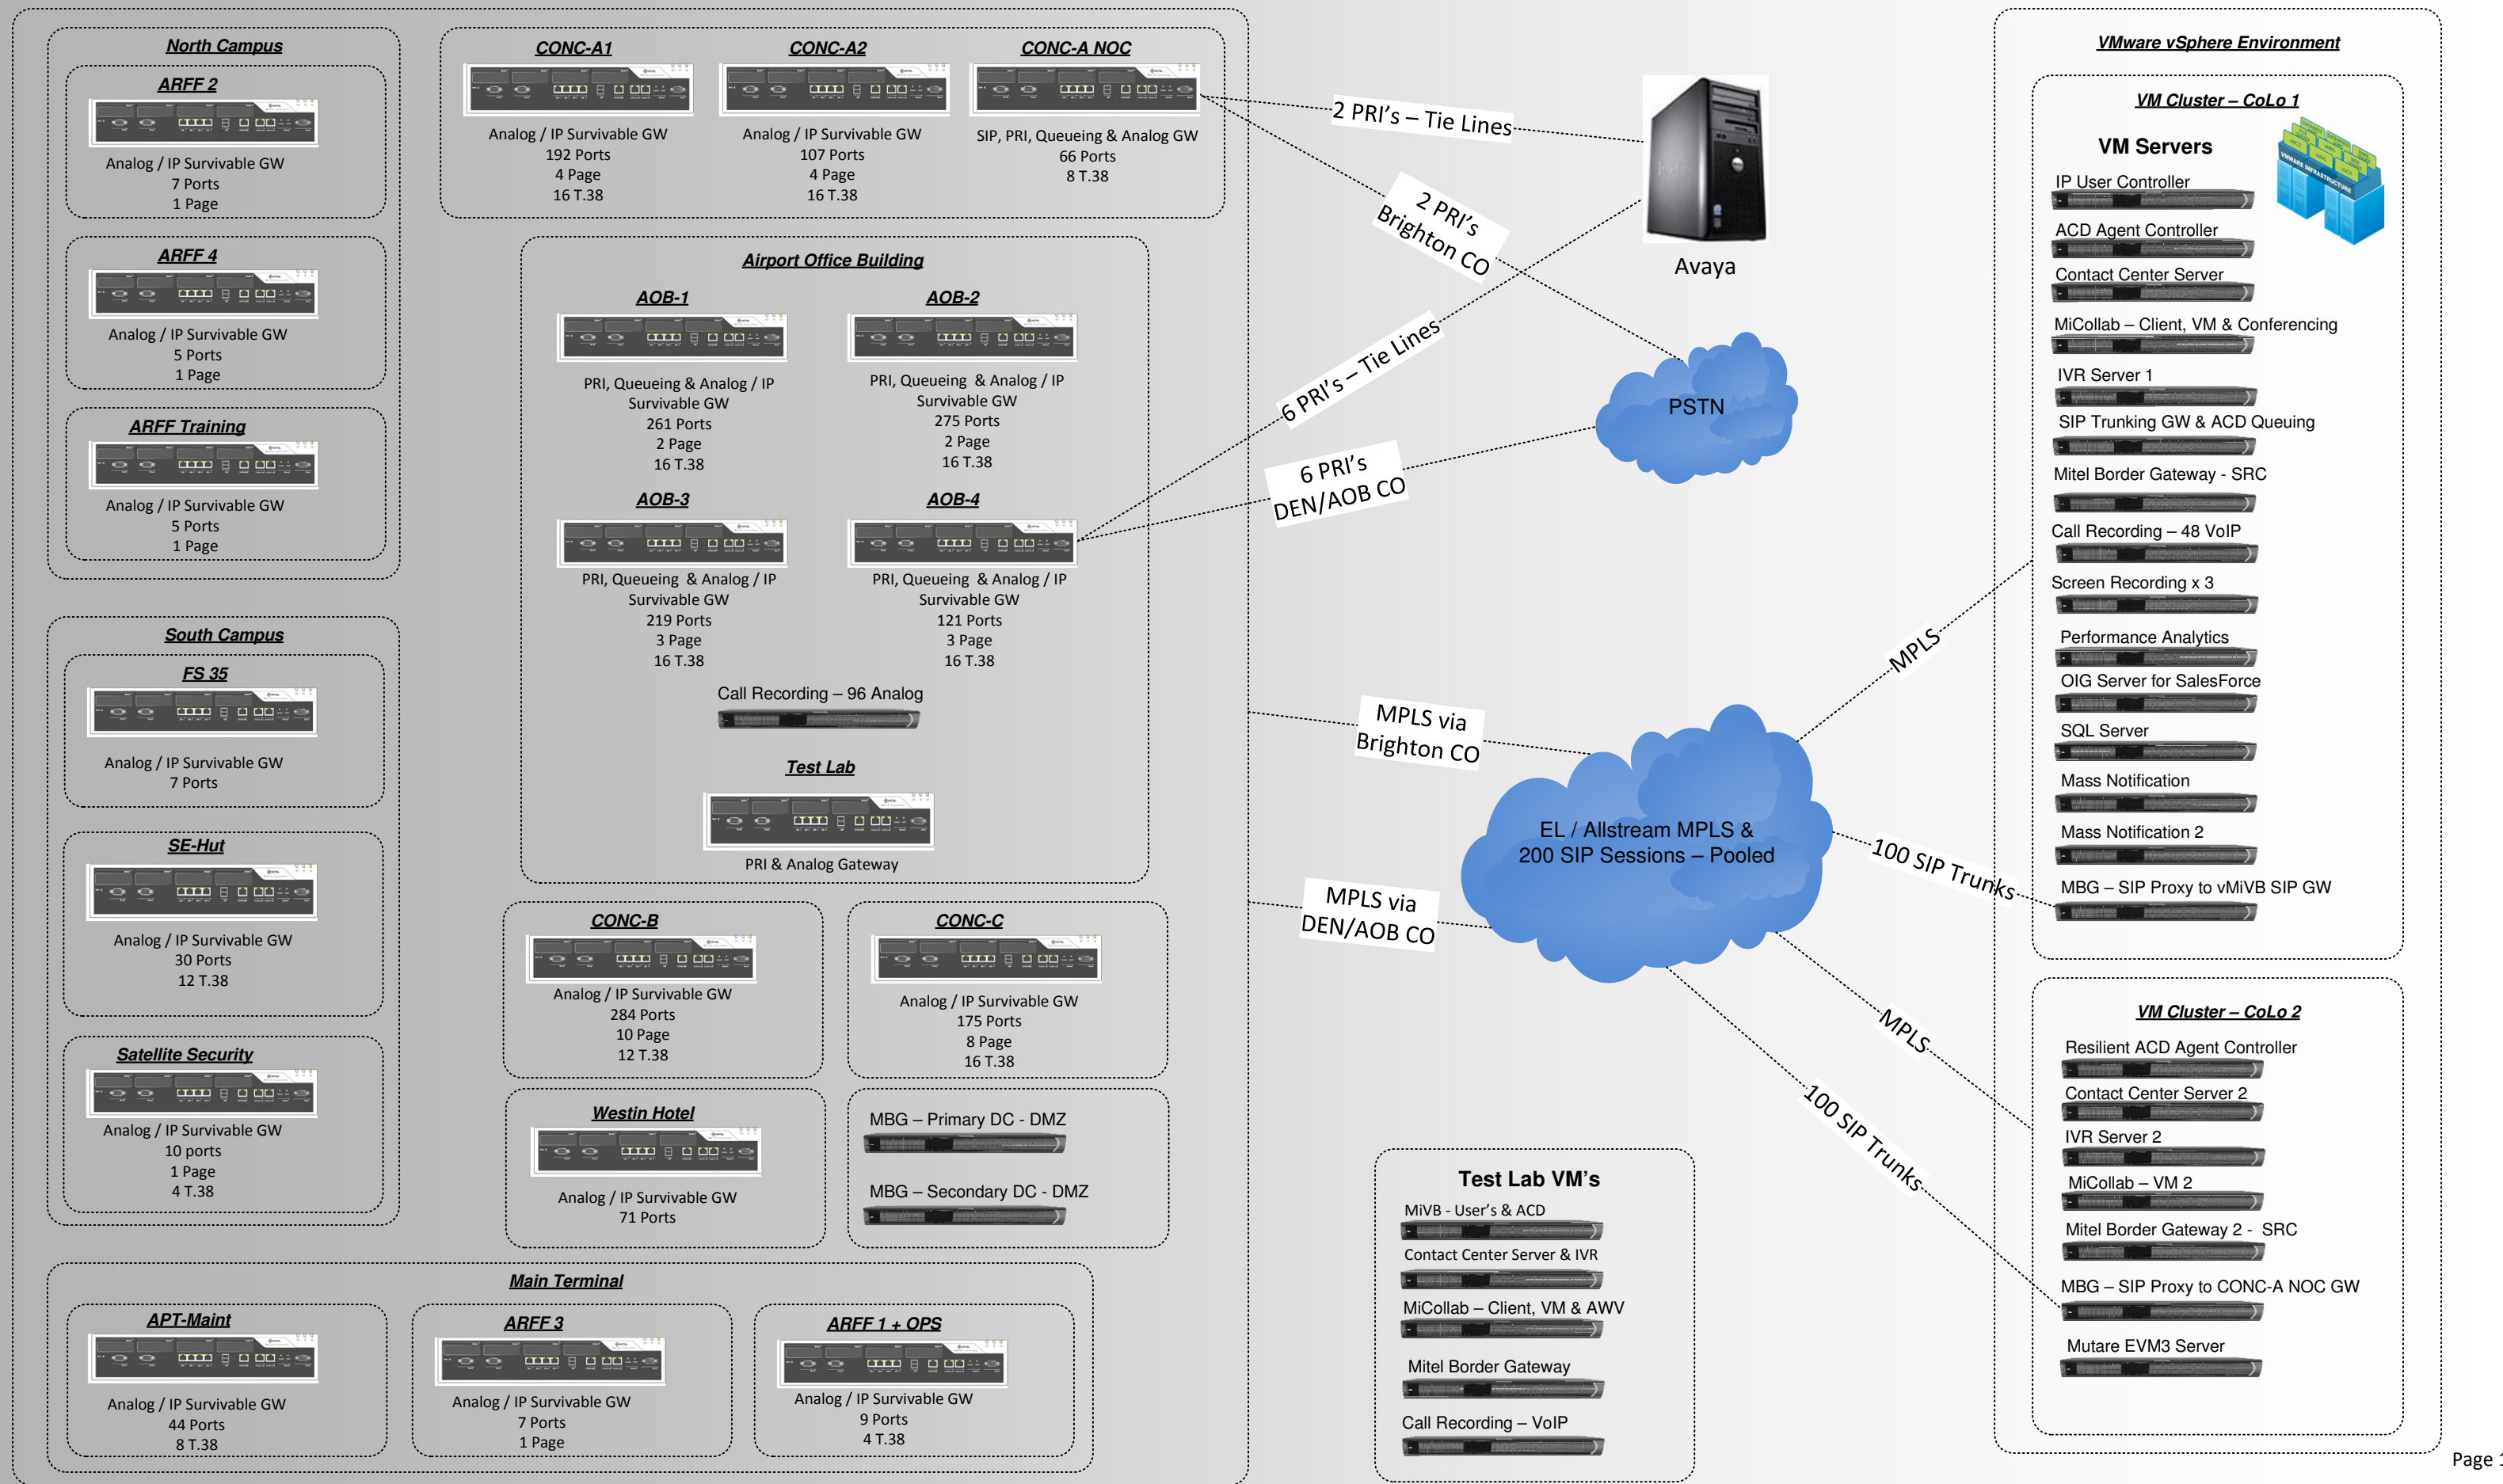 North Campus
ARFF 2
Analog / IP Survivable GW
7 Ports
1 Page
ARFF 4
Analog / IP Survivable GW
5 Ports
1 Page
ARFF Training
Analog / IP Survivable GW
5 Ports
1 Page
South Campus
FS 35
Analog / IP Survivable GW
7 Ports
SE-Hut
Analog / IP Survivable GW
30 Ports
12 T.38
Satellite Security
Analog / IP Survivable GW
10 ports
1 Page
4 T.38
CONC-A1
Analog / IP Survivable GW
192 Ports
4 Page
16 T.38
CONC-A2
Analog / IP Survivable GW
107 Ports
4 Page
16 T.38
CONC-A NOC
SIP, PRI, Queueing & Analog GW
66 Ports
8 T.38
Airport Office Building
AOB-1
PRI, Queueing & Analog / IP
Survivable GW
261 Ports
2 Page
16 T.38
AOB-2
PRI, Queueing & Analog / IP
Survivable GW
275 Ports
2 Page
16 T.38
AOB-3
PRI, Queueing & Analog / IP
Survivable GW
219 Ports
3 Page
16 T.38
AOB-4
PRI, Queueing & Analog / IP
Survivable GW
121 Ports
3 Page
16 T.38
Call Recording – 96 Analog
Test Lab
PRI & Analog Gateway
CONC-B
Analog / IP Survivable GW
284 Ports
10 Page
12 T.38
CONC-C
Analog / IP Survivable GW
175 Ports
8 Page
16 T.38
Westin Hotel
Analog / IP Survivable GW
71 Ports
MBG – Primary DC - DMZ
MBG – Secondary DC - DMZ
Main Terminal
APT-Maint
Analog / IP Survivable GW
44 Ports
8 T.38
ARFF 3
Analog / IP Survivable GW
7 Ports
1 Page
ARFF 1 + OPS
Analog / IP Survivable GW
9 Ports
4 T.38
2 PRI's – Tie Lines
2 PRI's
Brighton CO
6 PRI's – Tie Lines
6 PRI's
DEN/AOB CO
Avaya
PSTN
MPLS via
Brighton CO
MPLS via
DEN/AOB CO
EL / Allstream MPLS &
200 SIP Sessions – Pooled
MPLS
100 SIP Trunks
MPLS
100 SIP Trunks
Test Lab VM's
MiVB - User's & ACD
Contact Center Server & IVR
MiCollab – Client, VM & AWV
Mitel Border Gateway
Call Recording – VoIP
VMware vSphere Environment
VM Cluster – CoLo 1
VM Servers
VMWARE INFRASTRUCTURE
IP User Controller
ACD Agent Controller
Contact Center Server
MiCollab – Client, VM & Conferencing
IVR Server 1
SIP Trunking GW & ACD Queuing
Mitel Border Gateway - SRC
Call Recording – 48 VoIP
Screen Recording x 3
Performance Analytics
OIG Server for SalesForce
SQL Server
Mass Notification
Mass Notification 2
MBG – SIP Proxy to vMiVB SIP GW
VM Cluster – CoLo 2
Resilient ACD Agent Controller
Contact Center Server 2
IVR Server 2
MiCollab – VM 2
Mitel Border Gateway 2 - SRC
MBG – SIP Proxy to CONC-A NOC GW
Mutare EVM3 Server
Page 1